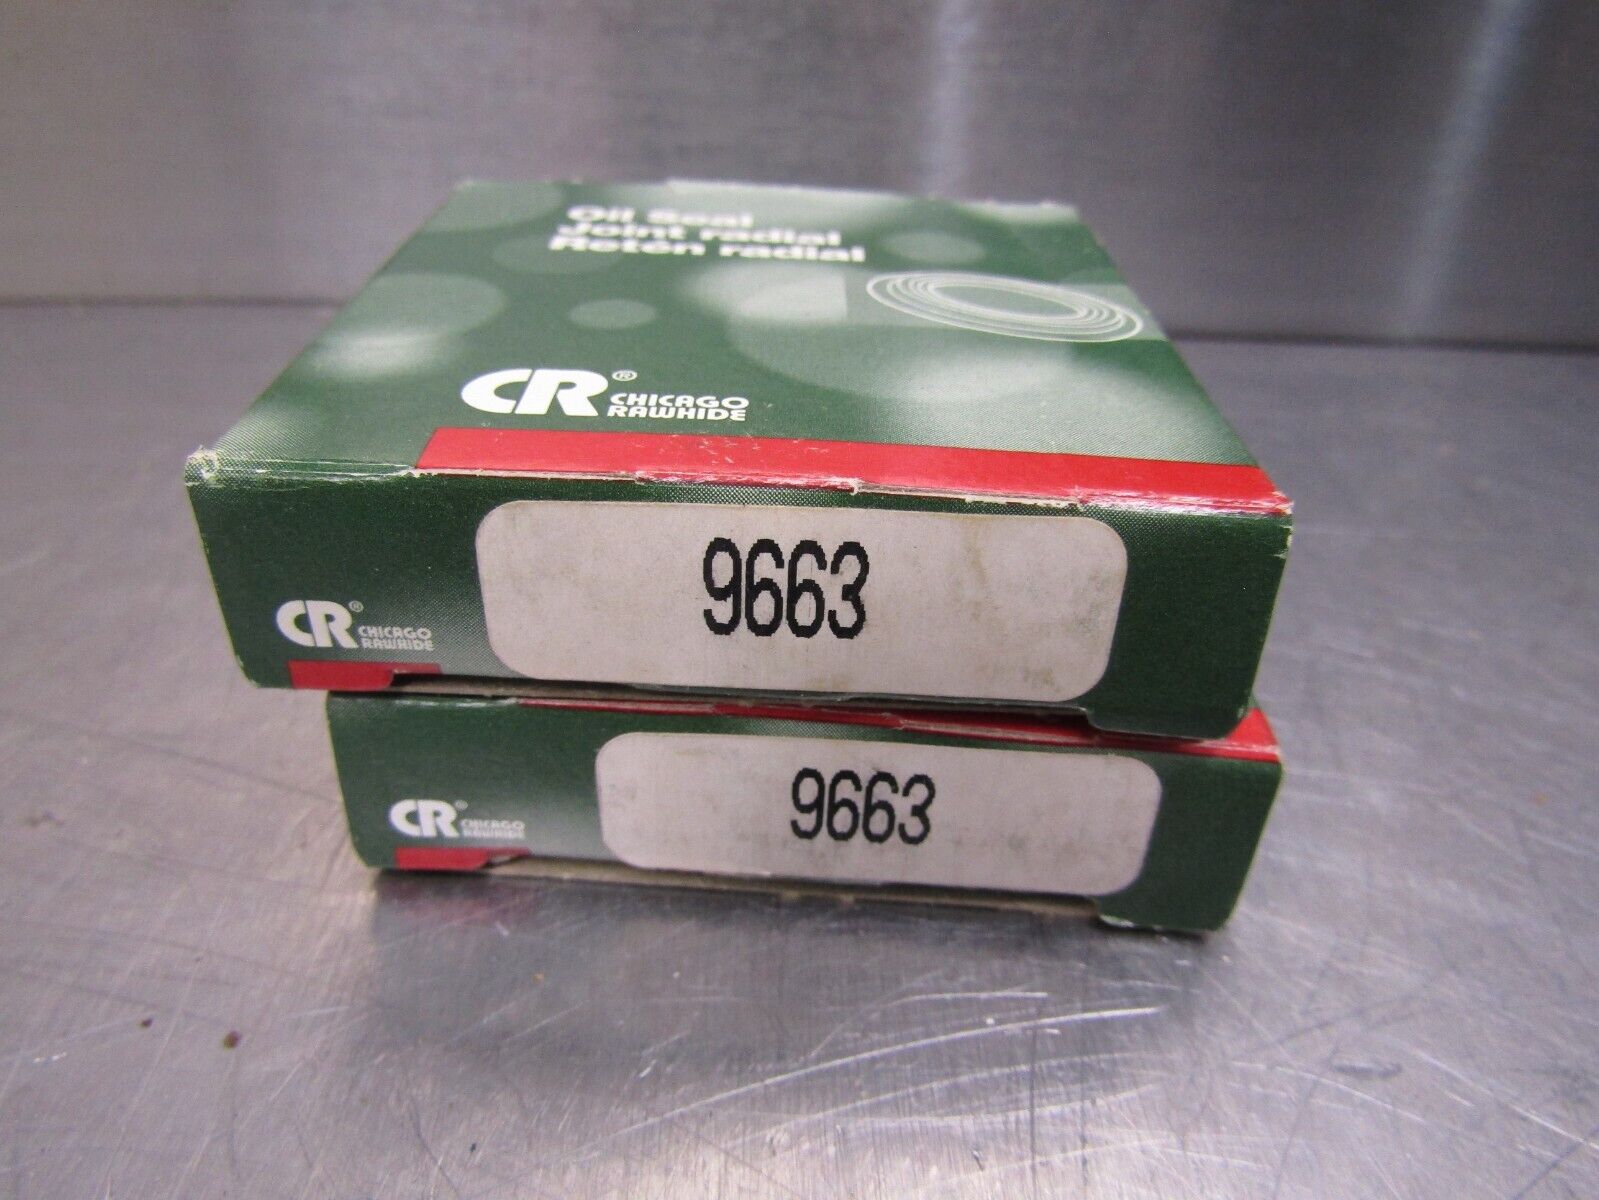 Oil Seal
Joint radial
Retén radial
CR® CHICAGO
RAWHIDE
9663
CR® CHICAGO
RAWHIDE
9663
CR® CHICAGO
RAWHIDE